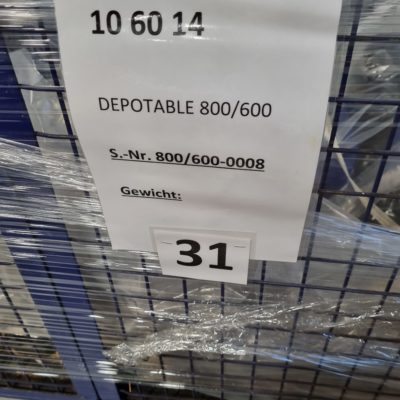 10 60 14
DEPOTABLE 800/600
S.-Nr. 800/600-0008
Gewicht:
31